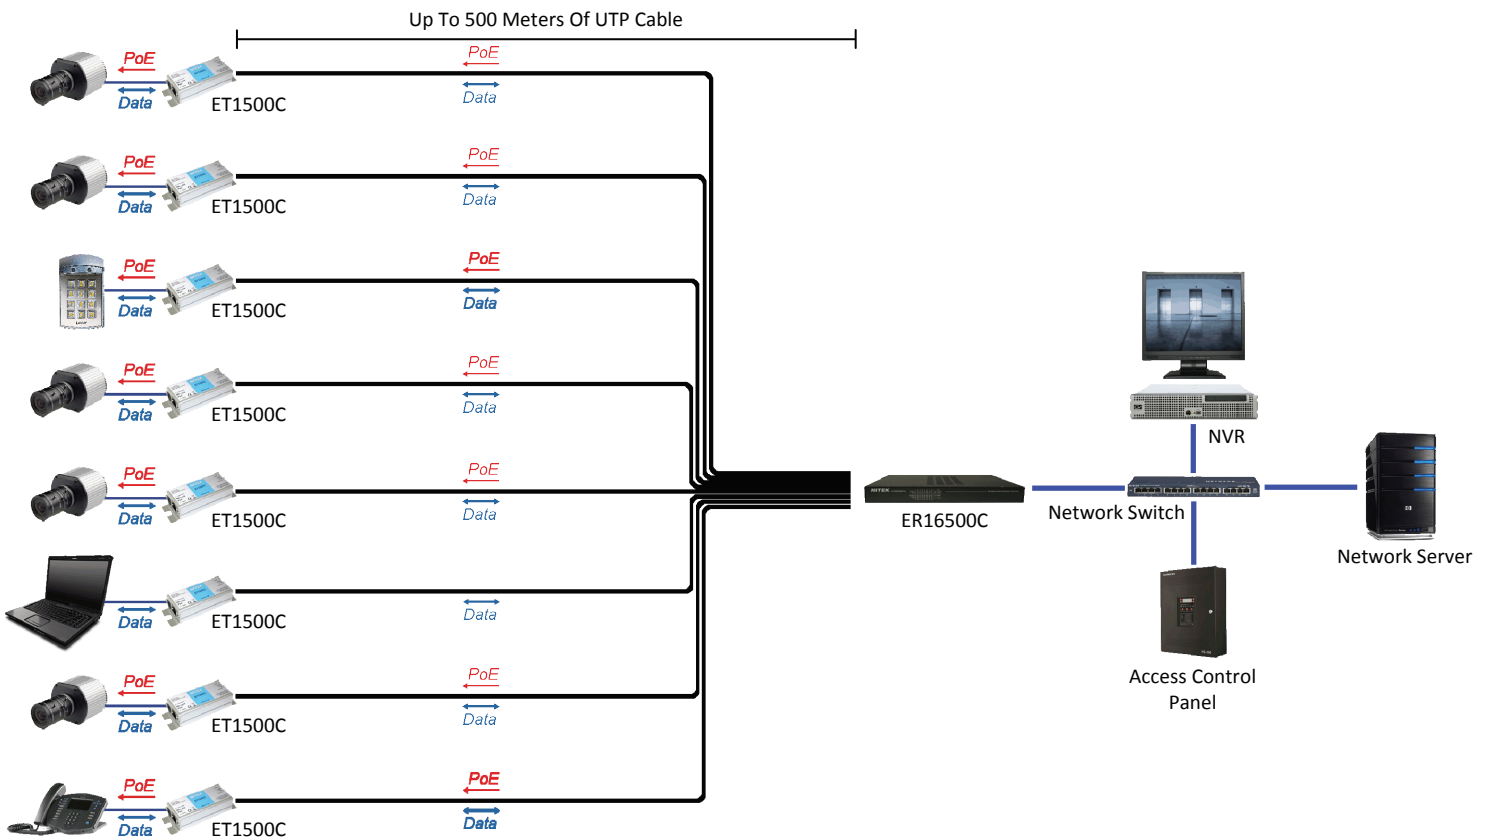 Up To 500 Meters Of UTP Cable
PoE
PoE
Data
ET1500C
Data
PoE
PoE
Data
ET1500C
Data
PoE
PoE
Data
ET1500C
Data
PoE
PoE
Data
ET1500C
Data
PoE
PoE
Data
ET1500C
Data
Data
ET1500C
Data
PoE
PoE
Data
ET1500C
Data
PoE
PoE
Data
ET1500C
Data
NITEK
ER16500C
NVR
NETGEAR
Network Switch
Network Server
Access Control
Panel